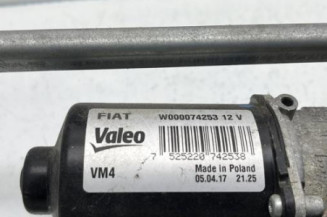 FIAT W000074253 12 V
Valeo
7 525220 742538
VM4 Made in Poland
05.04.17 21.25